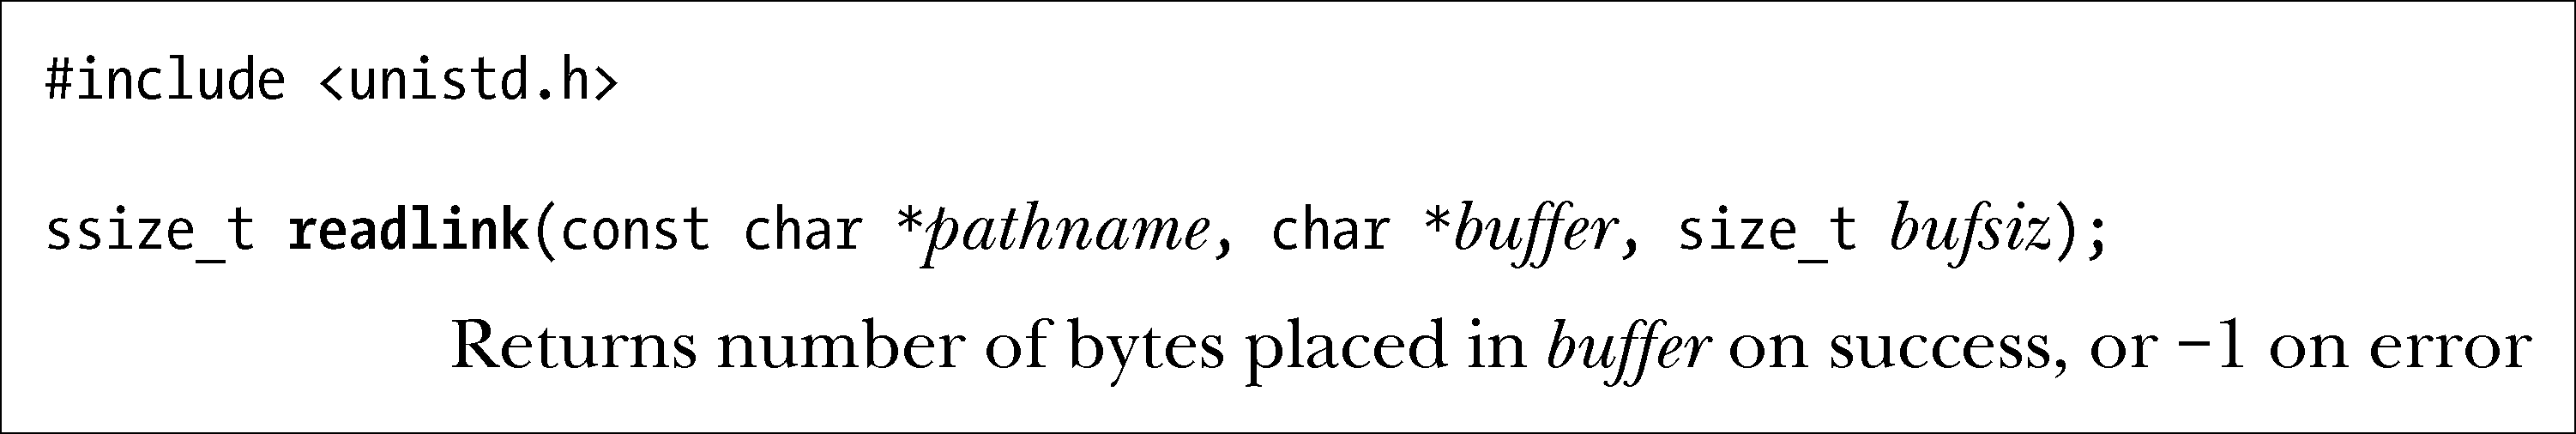 #include <unistd.h>
ssize_t readlink(const char *pathname, char *buffer, size_t bufsiz);
Returns number of bytes placed in buffer on success, or –1 on error